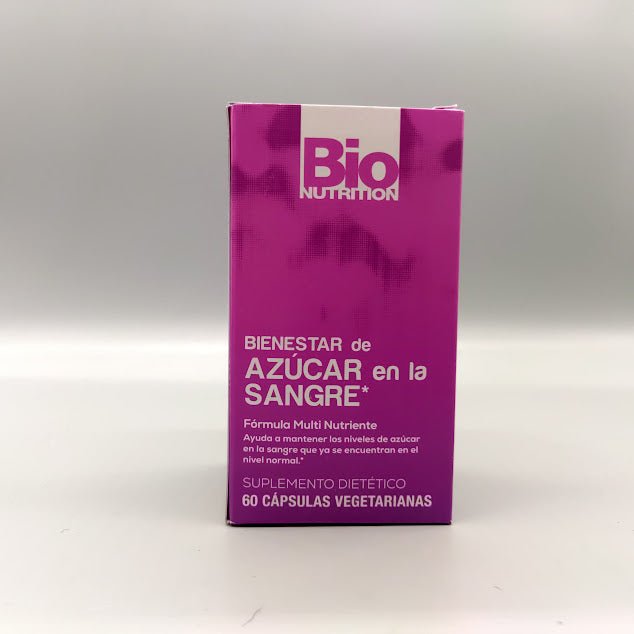 Bio
NUTRITION
BIENESTAR de
AZÚCAR en la
SANGRE*
Fórmula Multi Nutriente
Ayuda a mantener los niveles de azúcar
en la sangre que ya se encuentran en el
nivel normal.*
SUPLEMENTO DIETÉTICO
60 CÁPSULAS VEGETARIANAS